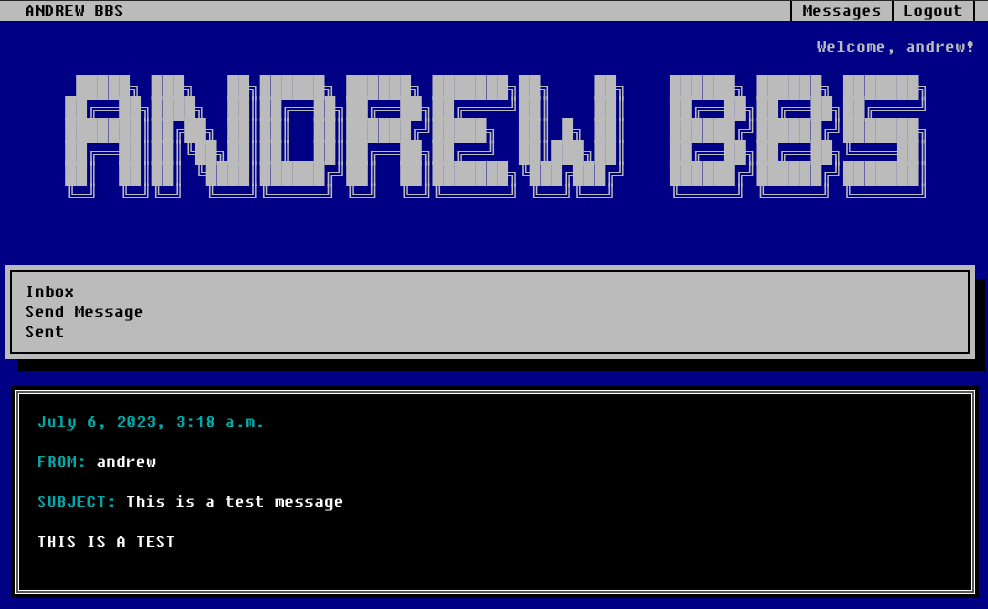 ANDREW BBS
Messages
Logout
Welcome, andrew!
ANDREW BBS
Inbox
Send Message
Sent
July 6, 2023, 3:18 a.m.
FROM: andrew
SUBJECT: This is a test message
THIS IS A TEST